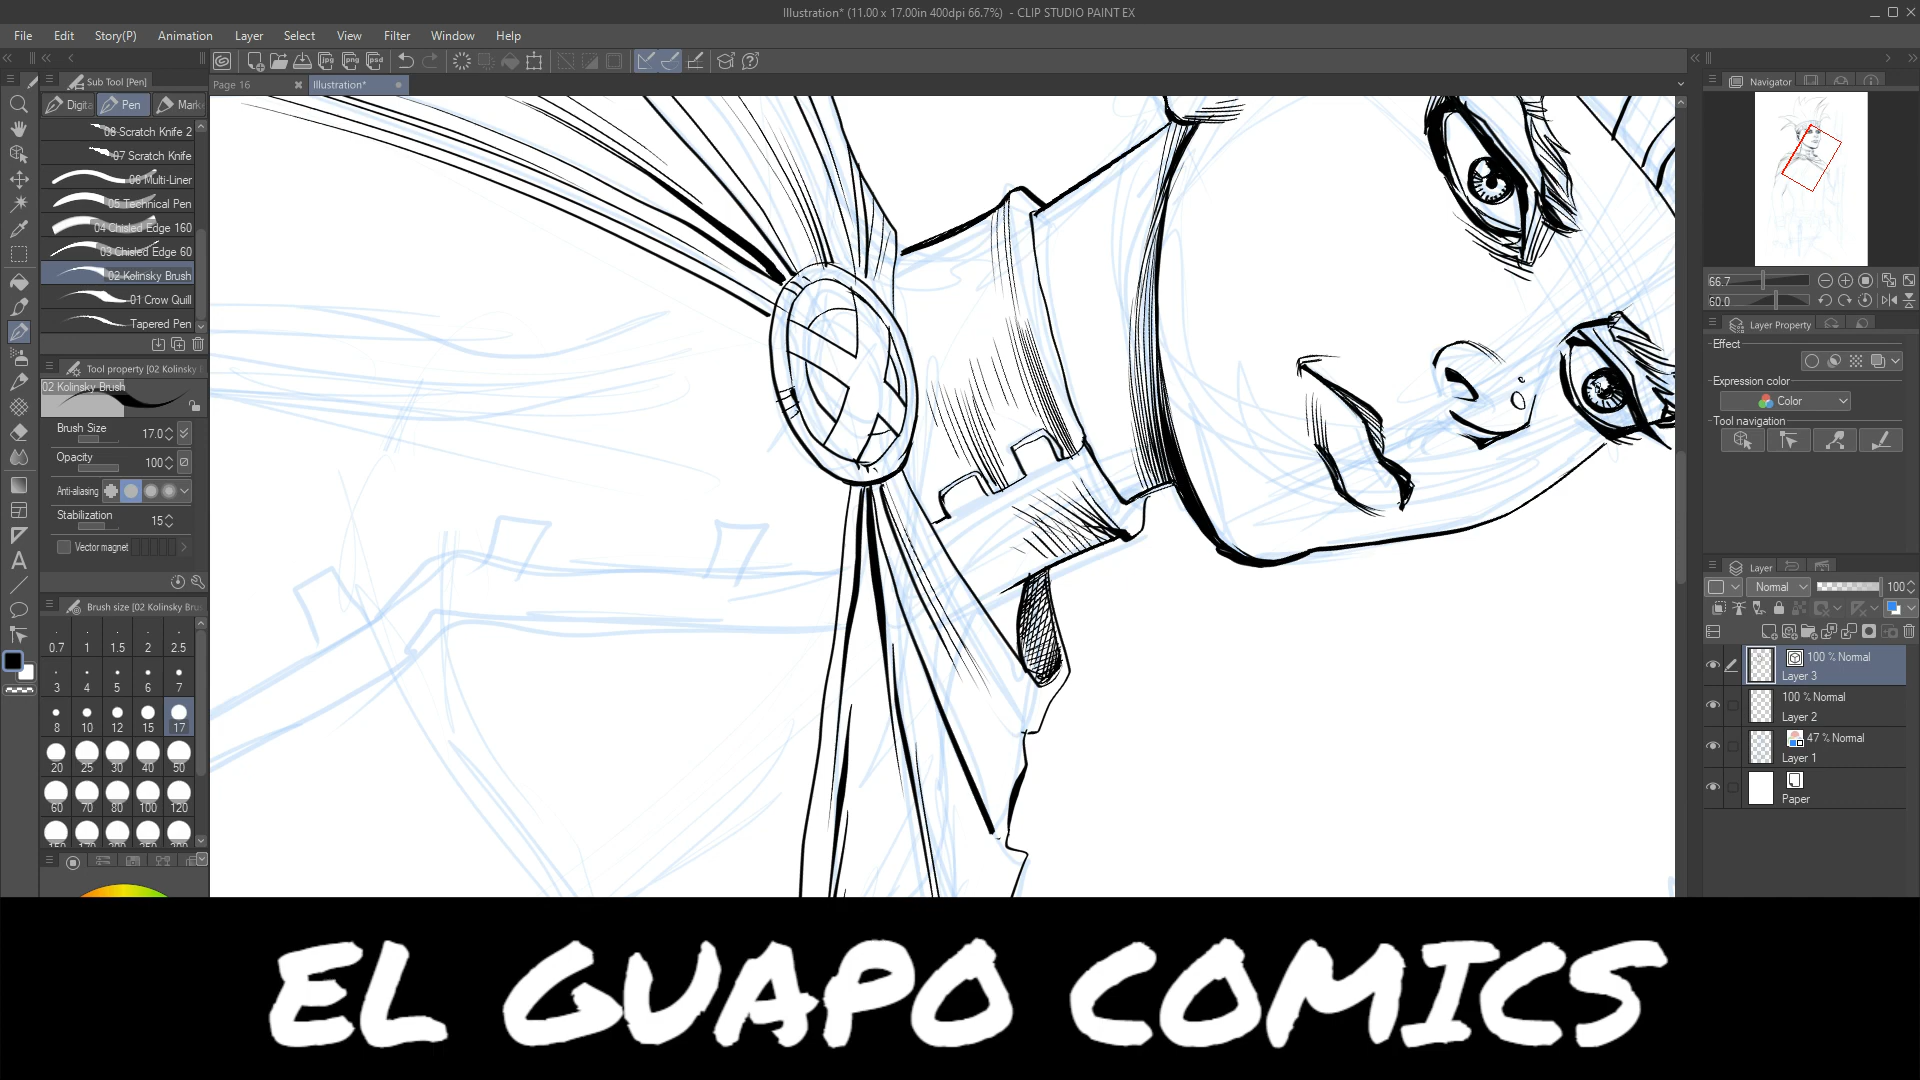 Illustration* (11.00 x 17.00in 400dpi 66.7%) - CLIP STUDIO PAINT EX
File Edit Story(P) Animation Layer Select View Filter Window Help
Page 16 Illustration*
Sub Tool [Pen]
Pen
08 Scratch Knife 2
07 Scratch Knife
06 Multi-Liner
05 Technical Pen
04 Chisled Edge 160
03 Chisled Edge 60
02 Kolinsky Brush
01 Crow Quill
Tapered Pen
Tool property [02 Kolinsky
02 Kolinsky Brush
Brush Size 17.0
Opacity 100
Anti-aliasing
Stabilization 15
Vector magnet
Brush size [02 Kolinsky Bru
0.7 1 1.5 2 2.5
3 4 5 6 7
8 10 12 15 17
20 25 30 40 50
60 70 80 100 120
Navigator
66.7
60.0
Layer Property
Effect
Expression color
Color
Tool navigation
Layer
Normal 100
100 % Normal
Layer 3
100 % Normal
Layer 2
47 % Normal
Layer 1
Paper
EL GUAPO COMICS